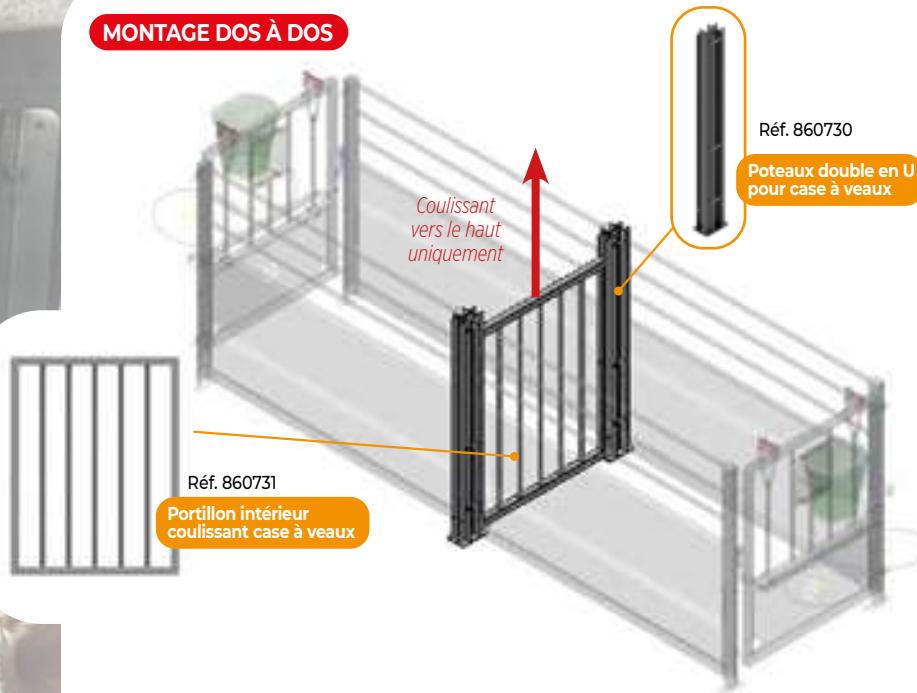 MONTAGE DOS À DOS
Réf. 860730
Poteaux double en U
pour case à veaux
Coulissant
vers le haut
uniquement
Réf. 860731
Portillon intérieur
coulissant case à veaux